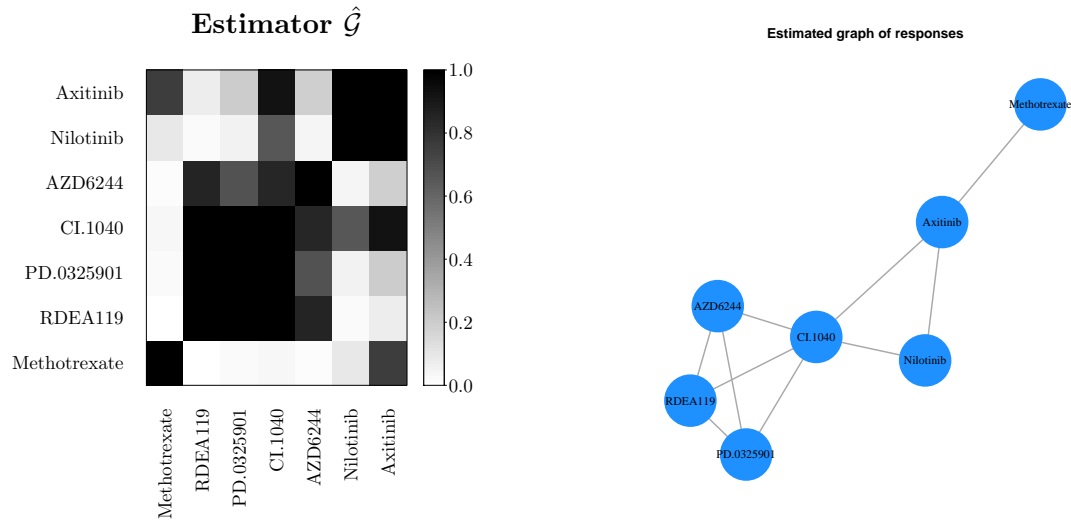 Estimator Ĝ
Axitinib
Nilotinib
AZD6244
CI.1040
PD.0325901
RDEA119
Methotrexate
1.0
0.8
0.6
0.4
0.2
0.0
Methotrexate
RDEA119
PD.0325901
CI.1040
AZD6244
Nilotinib
Axitinib
Estimated graph of responses
Methotrexate
Axitinib
AZD6244
CI.1040
Nilotinib
RDEA119
PD.0325901